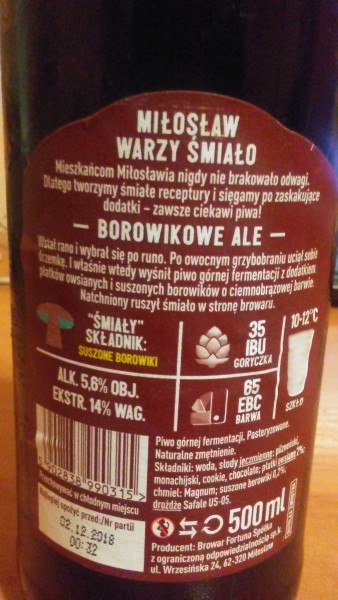 MIŁOSŁAW
WARZY ŚMIAŁO
Mieszkańcom Miłosławia nigdy nie brakowało odwagi.
Dlatego tworzymy śmiałe receptury i sięgamy po zaskakujące
dodatki – zawsze ciekawi piwa!
— BOROWIKOWE ALE —
Wstał rano i wybrał się po runo. Po owocnym grzybobraniu uciął sobie
drzemkę. I właśnie wtedy wyśnił piwo górnej fermentacji z dodatkiem
płatków owsianych i suszonych borowików o ciemnobrązowej barwie.
Natchniony ruszył śmiało w stronę browaru.
"ŚMIAŁY"
SKŁADNIK:
SUSZONE BOROWIKI
ALK. 5,6% OBJ.
EKSTR. 14% WAG.
35
IBU
GORYCZKA
65
EBC
BARWA
10-12°C
SZKŁO
5 902838 990315 >
Przechowywać w chłodnym miejscu
Najlepiej spożyć przed:/Nr partii
02.12.2018
00:32
Piwo górnej fermentacji. Pasteryzowane.
Naturalne zmętnienie.
Składniki: woda, słody jęczmienne: pilzneński,
monachijski, cookie, chocolate; płatki owsiane 2%;
chmiel: Magnum; suszone borowiki 0,2%;
drożdże Safale US-05.
500ml
Producent: Browar Fortuna Spółka
z ograniczoną odpowiedzialnością sp.k.
ul. Wrzesińska 24, 62-320 Miłosław